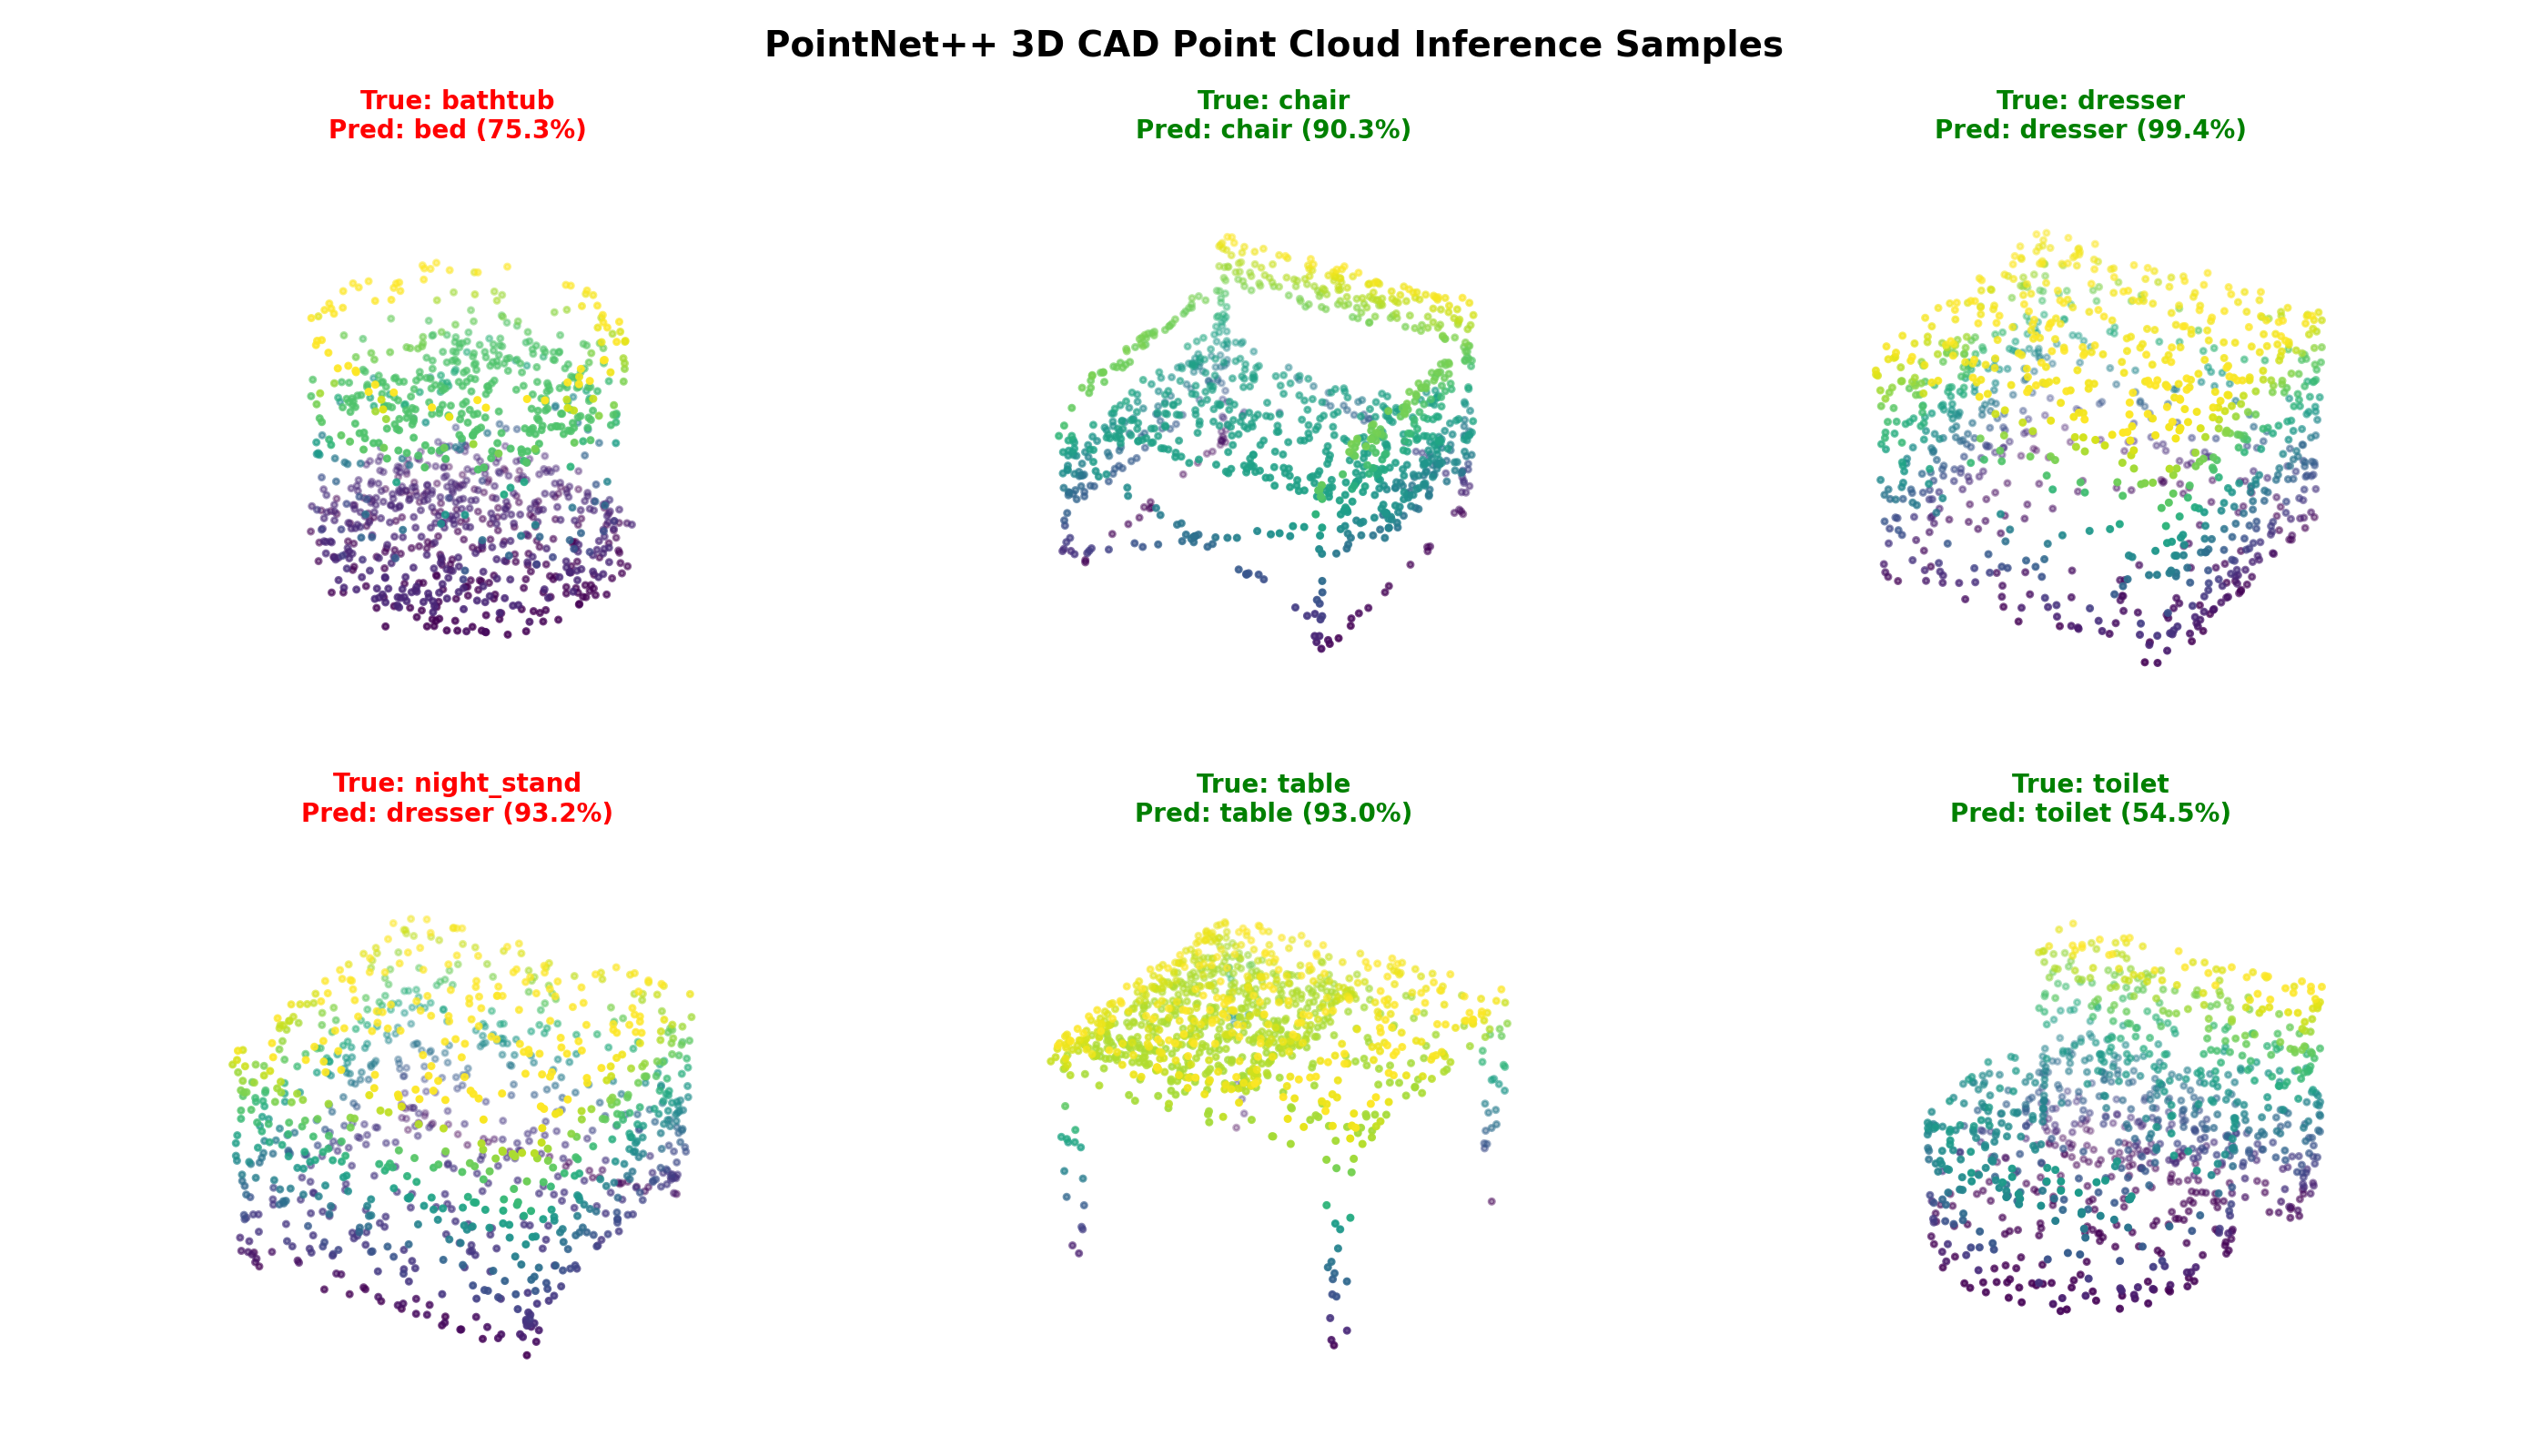 PointNet++ 3D CAD Point Cloud Inference Samples
True: bathtub
Pred: bed (75.3%)
True: chair
Pred: chair (90.3%)
True: dresser
Pred: dresser (99.4%)
True: night_stand
Pred: dresser (93.2%)
True: table
Pred: table (93.0%)
True: toilet
Pred: toilet (54.5%)